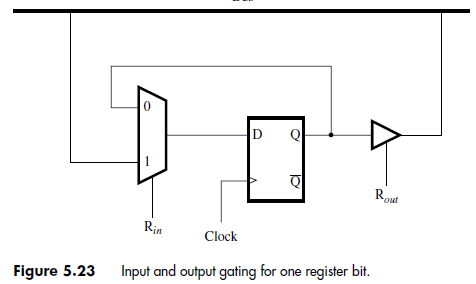 0
D Q
1
Q
R_in
R_out
Clock
Figure 5.23 Input and output gating for one register bit.